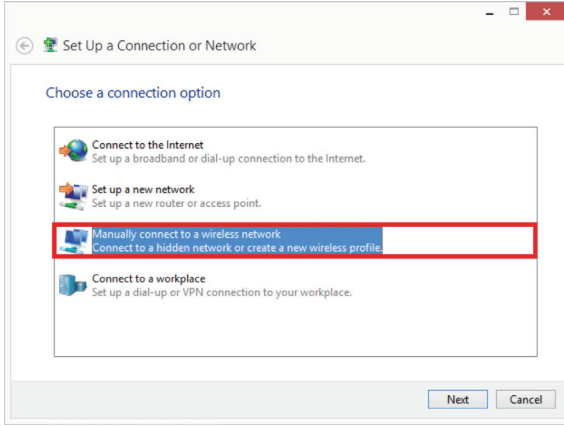 Set Up a Connection or Network
Choose a connection option
Connect to the Internet
Set up a broadband or dial-up connection to the Internet.
Set up a new network
Set up a new router or access point.
Manually connect to a wireless network
Connect to a hidden network or create a new wireless profile.
Connect to a workplace
Set up a dial-up or VPN connection to your workplace.
Next
Cancel